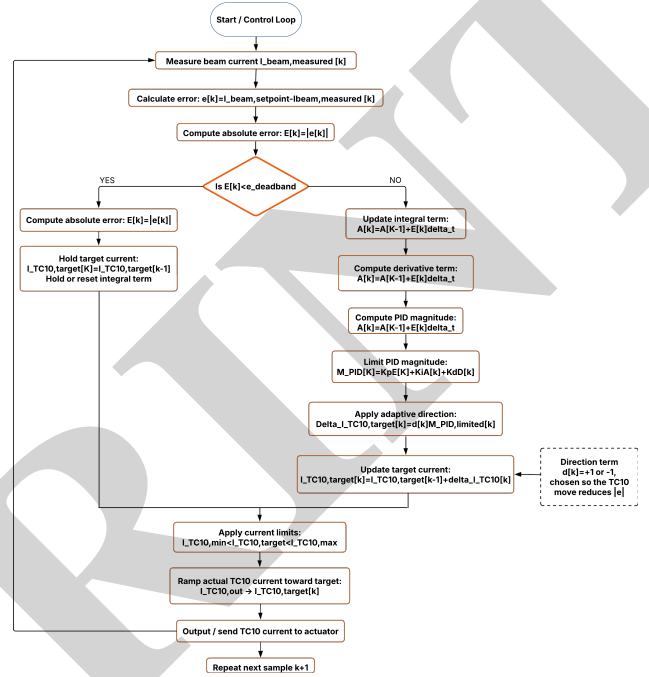 Start / Control Loop
Measure beam current I_beam,measured [k]
Calculate error: e[k]=I_beam,setpoint-Ibeam,measured [k]
Compute absolute error: E[k]=|e[k]|
Is E[k]<e_deadband
YES
NO
Compute absolute error: E[k]=|e[k]|
Hold target current:
I_TC10,target[K]=I_TC10,target[k-1]
Hold or reset integral term
Update integral term:
A[k]=A[K-1]+E[k]delta_t
Compute derivative term:
A[k]=A[K-1]+E[k]delta_t
Compute PID magnitude:
A[k]=A[K-1]+E[k]delta_t
Limit PID magnitude:
M_PID[K]=KpE[K]+KiA[k]+KdD[k]
Apply adaptive direction:
Delta_I_TC10,target[k]=d[k]M_PID,limited[k]
Update target current:
I_TC10,target[k]=I_TC10,target[k-1]+delta_I_TC10[k]
Direction term
d[k]=+1 or -1,
chosen so the TC10
move reduces |e|
Apply current limits:
I_TC10,min<I_TC10,target<I_TC10,max
Ramp actual TC10 current toward target:
I_TC10,out → I_TC10,target[k]
Output / send TC10 current to actuator
Repeat next sample k+1
RINT